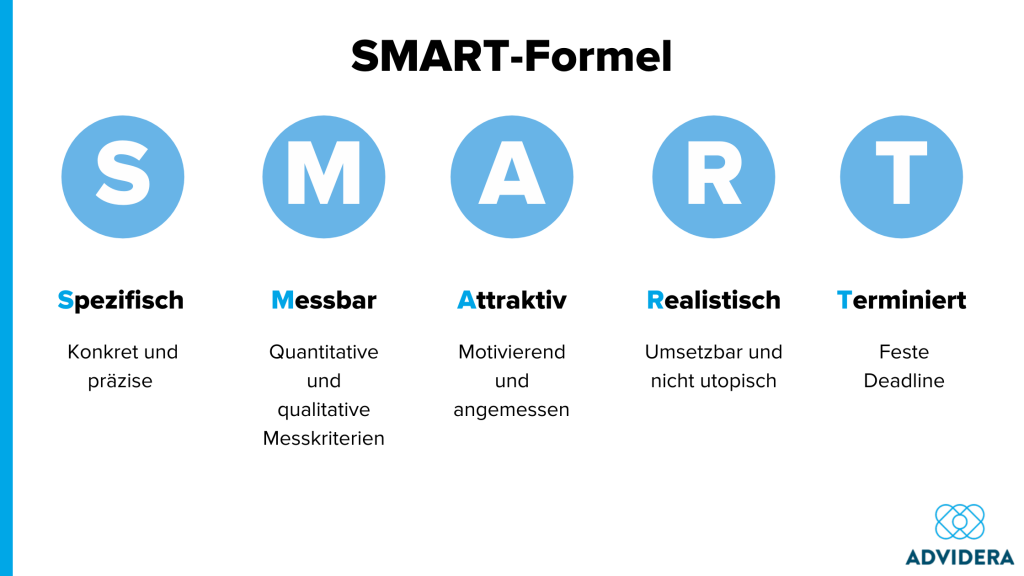 SMART-Formel
S M A R T
Spezifisch
Konkret und
präzise
Messbar
Quantitative
und
qualitative
Messkriterien
Attraktiv
Motivierend
und
angemessen
Realistisch
Umsetzbar und
nicht utopisch
Terminiert
Feste
Deadline
ADVIDERA